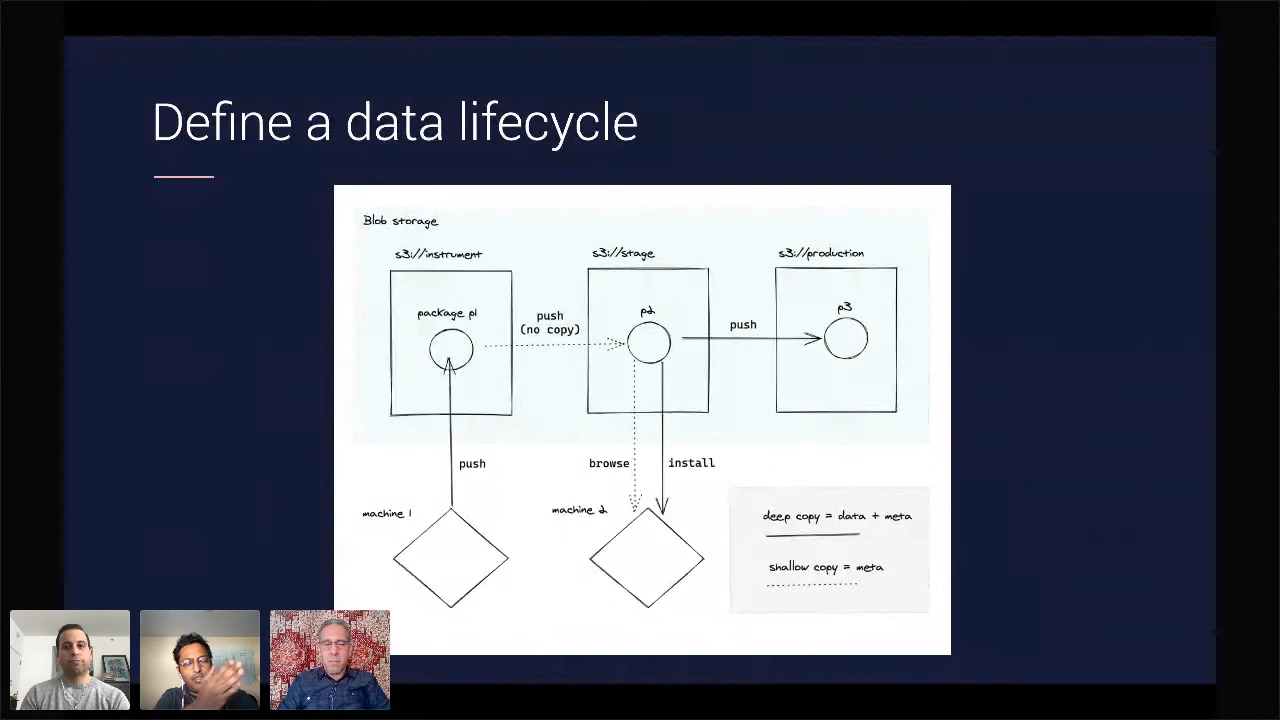 Define a data lifecycle
Blob storage
s3://instrument
s3://stage
s3://production
package p1
push
(no copy)
p2
push
p3
push
browse
install
machine 1
machine 2
deep copy = data + meta
shallow copy = meta